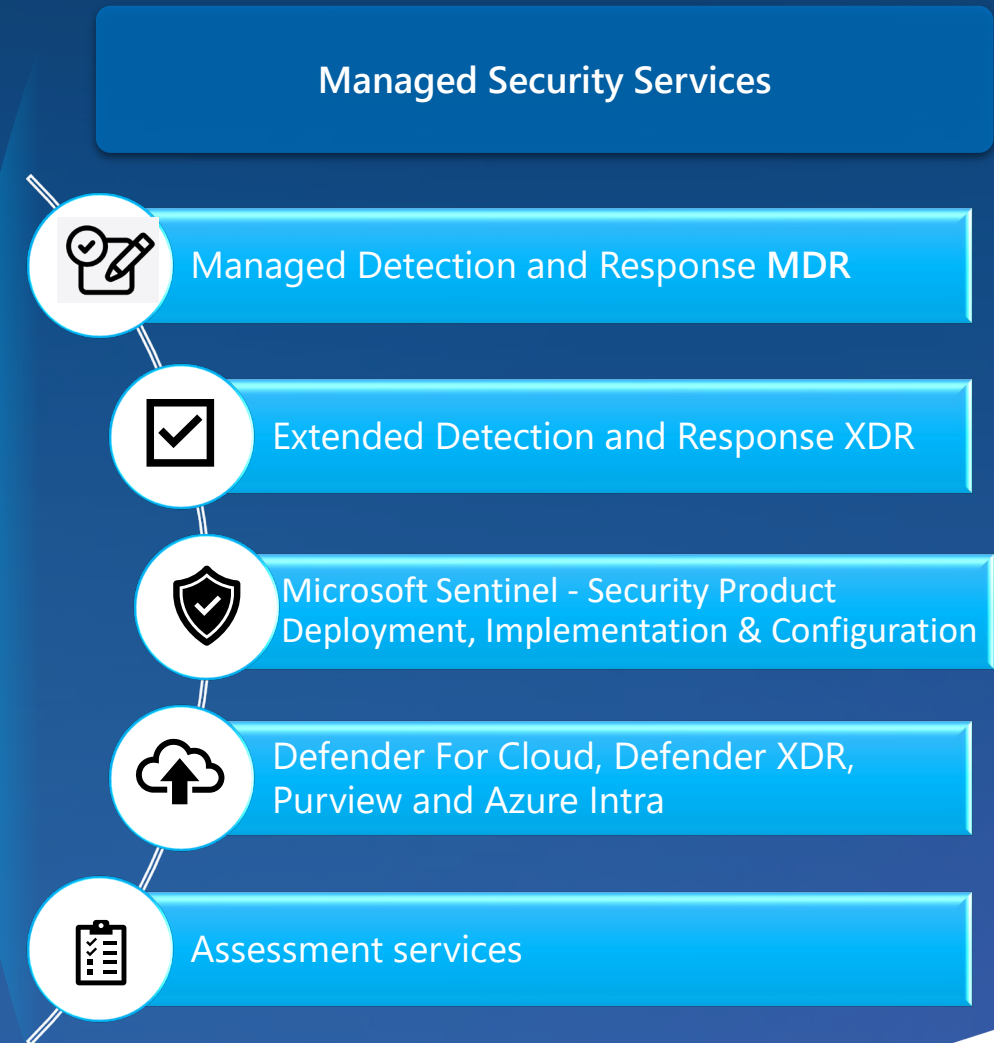 Managed Security Services
Managed Detection and Response MDR
Extended Detection and Response XDR
Microsoft Sentinel - Security Product
Deployment, Implementation & Configuration
Defender For Cloud, Defender XDR,
Purview and Azure Intra
Assessment services